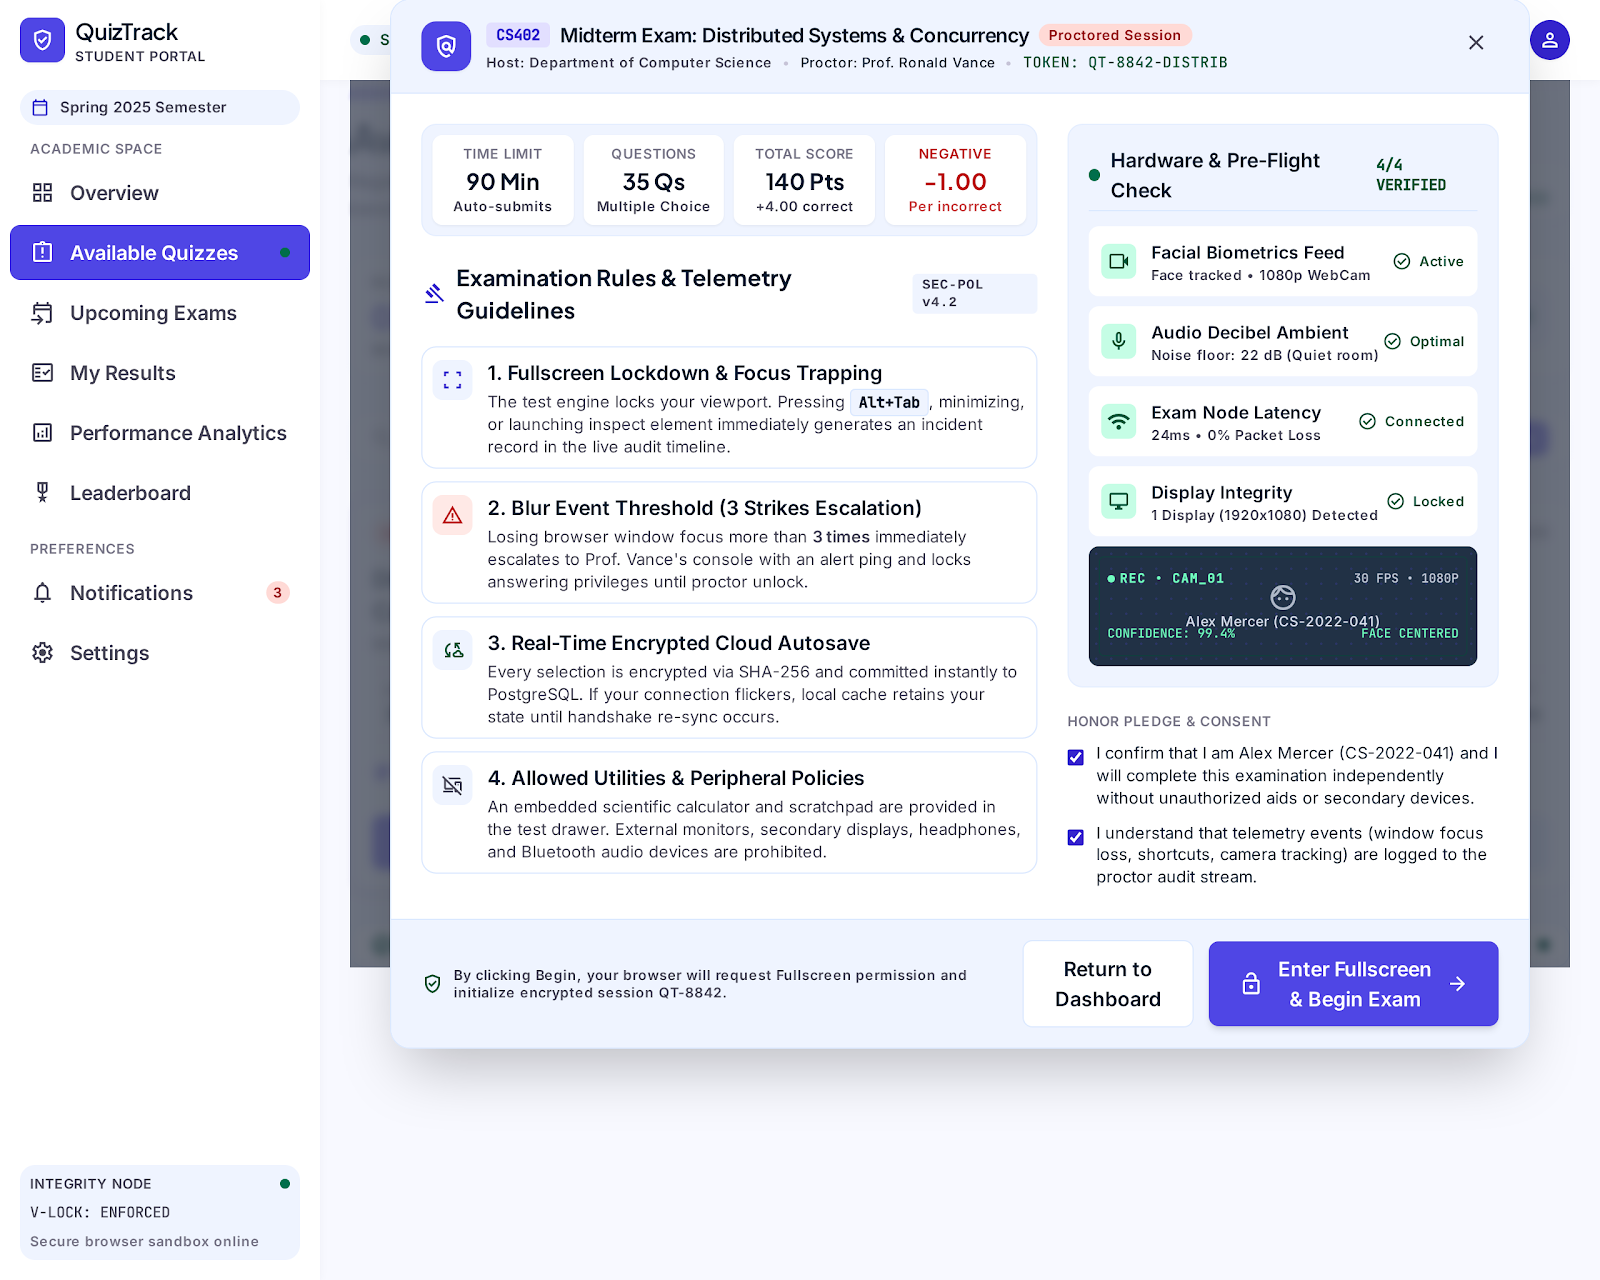 QuizTrack
STUDENT PORTAL
Spring 2025 Semester
ACADEMIC SPACE
Overview
Available Quizzes
Upcoming Exams
My Results
Performance Analytics
Leaderboard
PREFERENCES
Notifications
3
Settings
INTEGRITY NODE
V-LOCK: ENFORCED
Secure browser sandbox online
S
CS402
Midterm Exam: Distributed Systems & Concurrency
Proctored Session
Host: Department of Computer Science • Proctor: Prof. Ronald Vance • TOKEN: QT-8842-DISTRIB
TIME LIMIT
90 Min
Auto-submits
QUESTIONS
35 Qs
Multiple Choice
TOTAL SCORE
140 Pts
+4.00 correct
NEGATIVE
-1.00
Per incorrect
Examination Rules & Telemetry
Guidelines
SEC-POL
v4.2
1. Fullscreen Lockdown & Focus Trapping
The test engine locks your viewport. Pressing Alt+Tab, minimizing,
or launching inspect element immediately generates an incident
record in the live audit timeline.
2. Blur Event Threshold (3 Strikes Escalation)
Losing browser window focus more than 3 times immediately
escalates to Prof. Vance's console with an alert ping and locks
answering privileges until proctor unlock.
3. Real-Time Encrypted Cloud Autosave
Every selection is encrypted via SHA-256 and committed instantly to
PostgreSQL. If your connection flickers, local cache retains your
state until handshake re-sync occurs.
4. Allowed Utilities & Peripheral Policies
An embedded scientific calculator and scratchpad are provided in
the test drawer. External monitors, secondary displays, headphones,
and Bluetooth audio devices are prohibited.
Hardware & Pre-Flight
Check
4/4
VERIFIED
Facial Biometrics Feed
Face tracked • 1080p WebCam
Active
Audio Decibel Ambient
Noise floor: 22 dB (Quiet room)
Optimal
Exam Node Latency
24ms • 0% Packet Loss
Connected
Display Integrity
1 Display (1920x1080) Detected
Locked
REC • CAM_01
30 FPS • 1080P
Alex Mercer (CS-2022-041)
CONFIDENCE: 99.4%
FACE CENTERED
HONOR PLEDGE & CONSENT
I confirm that I am Alex Mercer (CS-2022-041) and I
will complete this examination independently
without unauthorized aids or secondary devices.
I understand that telemetry events (window focus
loss, shortcuts, camera tracking) are logged to the
proctor audit stream.
By clicking Begin, your browser will request Fullscreen permission and
initialize encrypted session QT-8842.
Return to
Dashboard
Enter Fullscreen
& Begin Exam